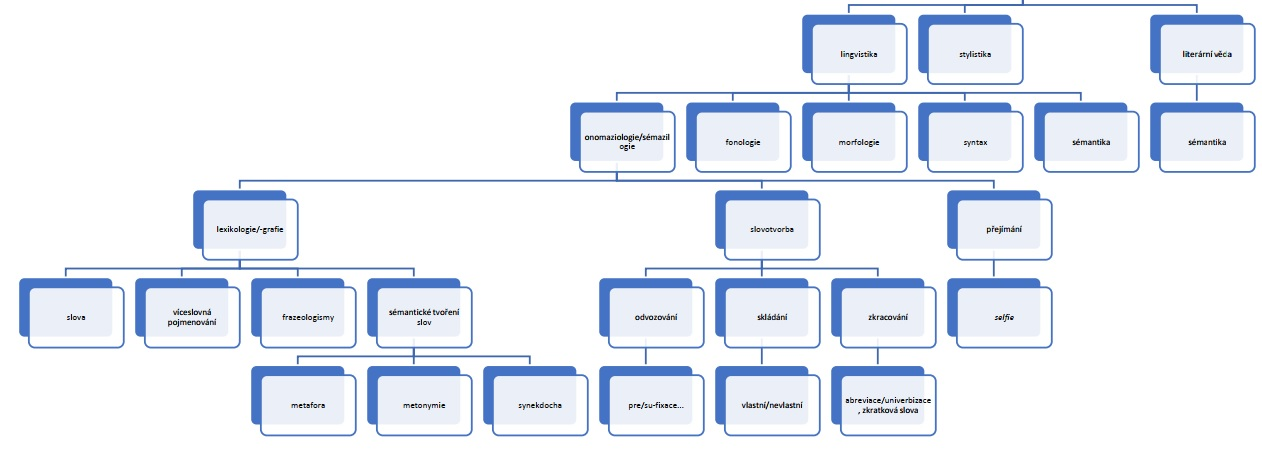 lingvistika
stylistika
literární věda
onomaziologie/sémazil
ogie
fonologie
morfologie
syntax
sémantika
sémantika
lexikologie/-grafie
slovotvorba
přejímání
slova
víceslovná
pojmenování
frazeologismy
sémantické tvoření
slov
odvozování
skládání
zkracování
selfie
metafora
metonymie
synekdocha
pre/su-fixace...
vlastní/nevlastní
abreviace/univerbizace
, zkratková slova